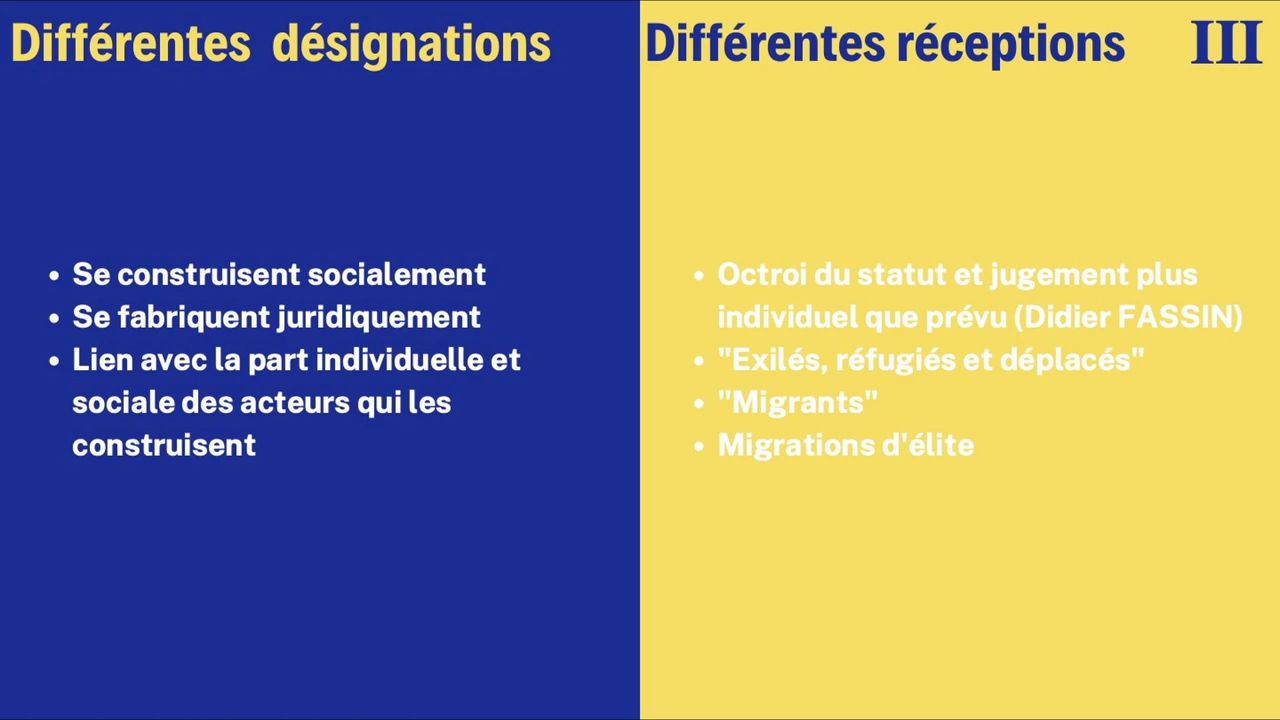 Différentes désignations
Différentes réceptions
III
• Se construisent socialement
• Se fabriquent juridiquement
• Lien avec la part individuelle et
sociale des acteurs qui les
construisent
• Octroi du statut et jugement plus
individuel que prévu (Didier FASSIN)
• "Exilés, réfugiés et déplacés"
• "Migrants"
• Migrations d'élite